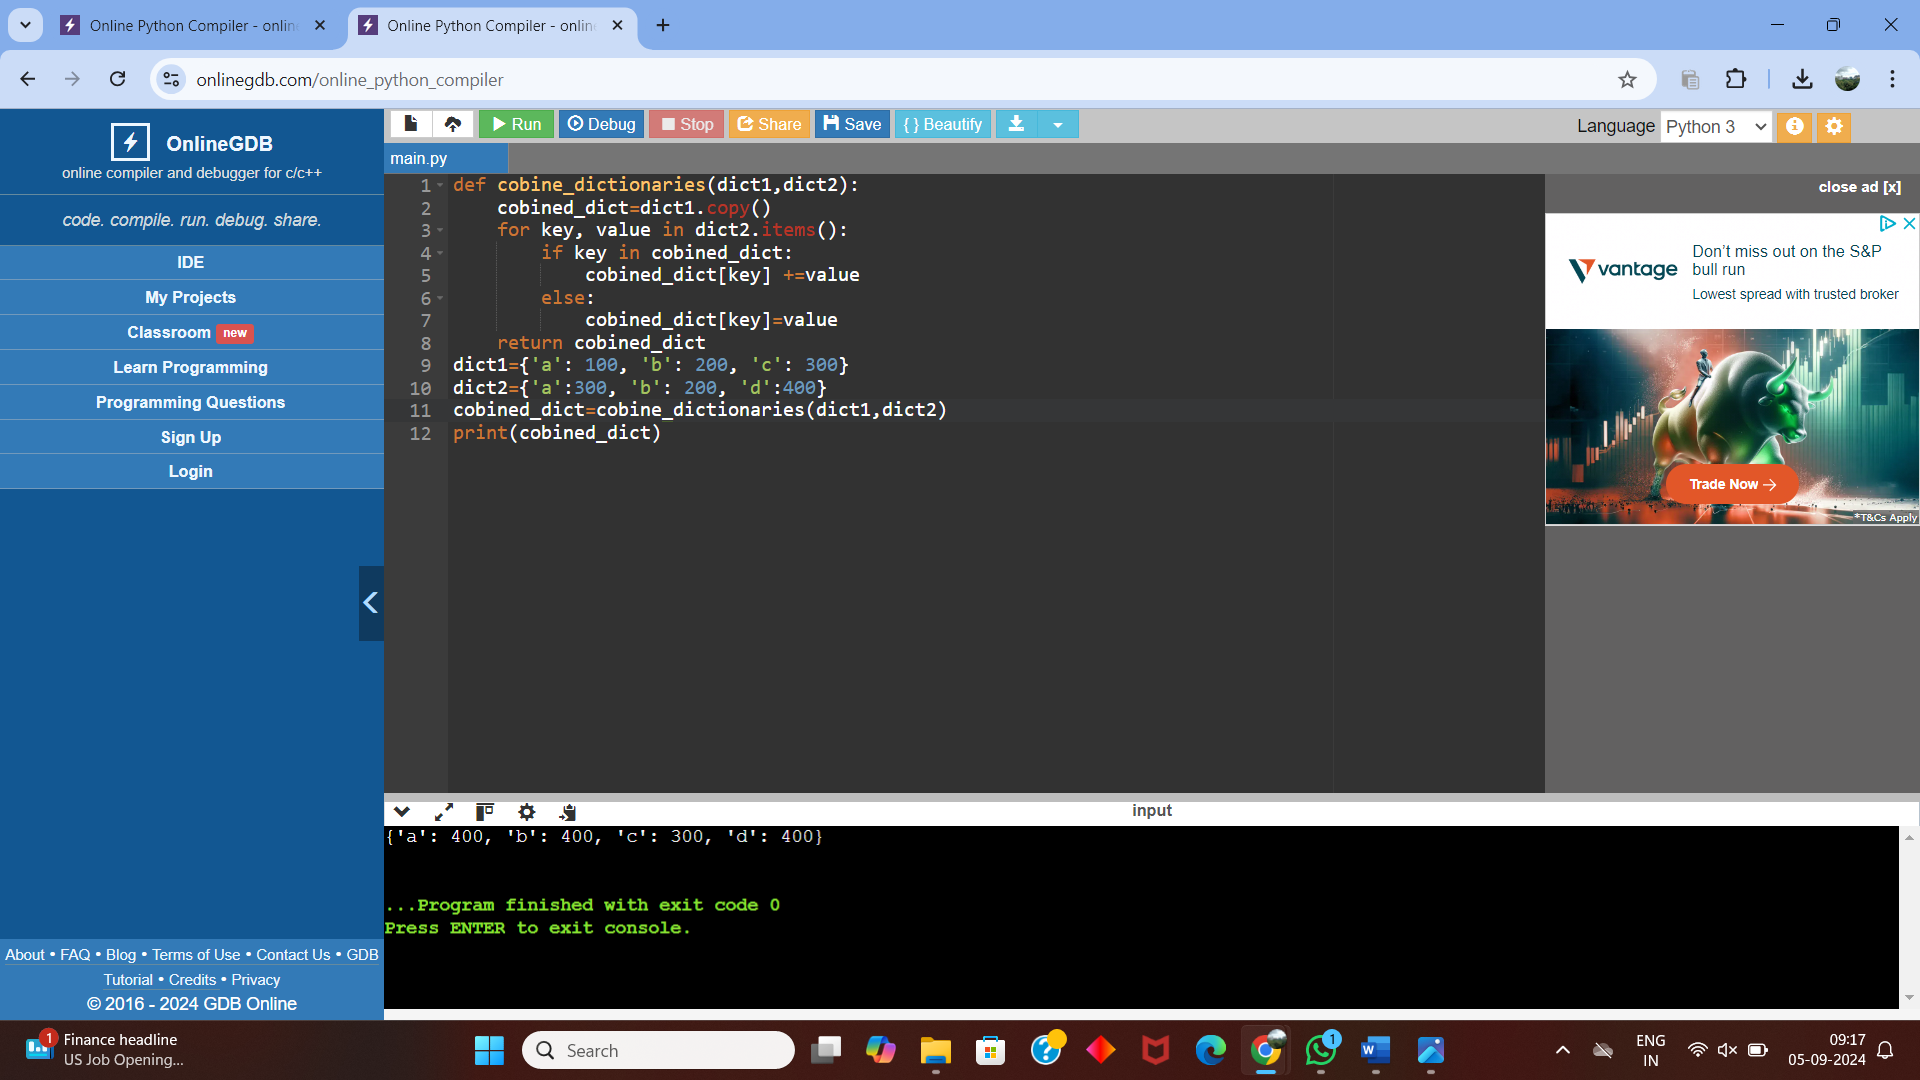 Online Python Compiler - onlin
Online Python Compiler - onlin
onlinegdb.com/online_python_compiler
OnlineGDB
online compiler and debugger for c/c++
code. compile. run. debug. share.
IDE
My Projects
Classroom new
Learn Programming
Programming Questions
Sign Up
Login
About • FAQ • Blog • Terms of Use • Contact Us • GDB
Tutorial • Credits • Privacy
© 2016 - 2024 GDB Online
Run Debug Stop Share Save { } Beautify
Language Python 3
main.py
1 def cobine_dictionaries(dict1,dict2):
2     cobined_dict=dict1.copy()
3     for key, value in dict2.items():
4         if key in cobined_dict:
5             cobined_dict[key] +=value
6         else:
7             cobined_dict[key]=value
8     return cobined_dict
9 dict1={'a': 100, 'b': 200, 'c': 300}
10 dict2={'a':300, 'b': 200, 'd':400}
11 cobined_dict=cobine_dictionaries(dict1,dict2)
12 print(cobined_dict)
close ad [x]
vantage
Don't miss out on the S&P
bull run
Lowest spread with trusted broker
Trade Now →
*T&Cs Apply
input
{'a': 400, 'b': 400, 'c': 300, 'd': 400}
...Program finished with exit code 0
Press ENTER to exit console.
1
Finance headline
US Job Opening...
Search
1
ENG
IN
09:17
05-09-2024